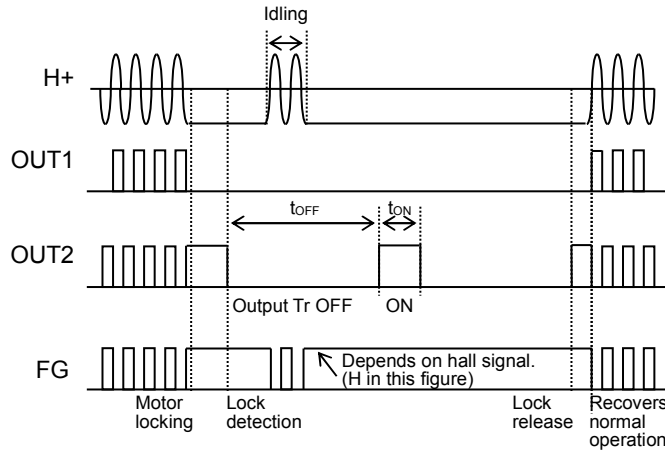 Idling
H+
OUT1
tOFF
tON
OUT2
Output Tr OFF
ON
Depends on hall signal.
(H in this figure)
FG
Motor
locking
Lock
detection
Lock
release
Recovers
normal
operation